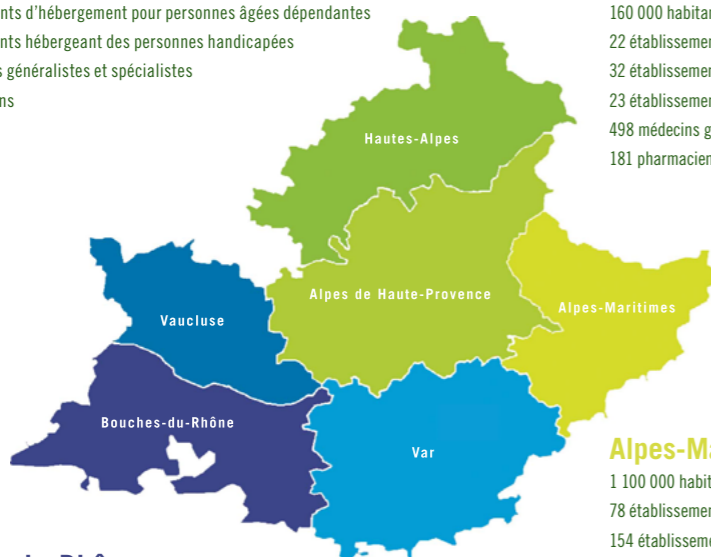 nts d'hébergement pour personnes âgées dépendantes
nts hébergeant des personnes handicapées
s généralistes et spécialistes
ns
160 000 habitan
22 établissemen
32 établissemen
23 établissemen
498 médecins g
181 pharmacien
Hautes-Alpes
Alpes de Haute-Provence
Alpes-Maritimes
Vaucluse
Bouches-du-Rhône
Var
Alpes-Ma
1 100 000 habit
78 établissemen
154 établisseme